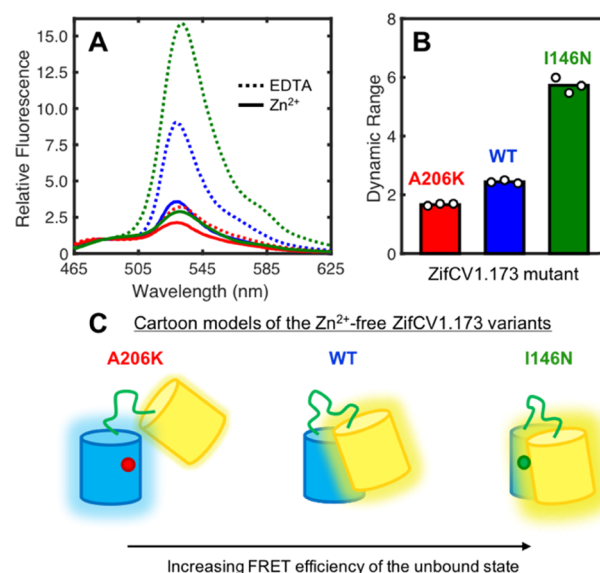 A
15.0
12.5
10.0
7.5
5.0
2.5
0.0
Relative Fluorescence
EDTA
Zn²⁺
465 505 545 585 625
Wavelength (nm)
B
8
6
4
2
0
Dynamic Range
A206K
WT
I146N
ZifCV1.173 mutant
C Cartoon models of the Zn²⁺-free ZifCV1.173 variants
A206K WT I146N
Increasing FRET efficiency of the unbound state